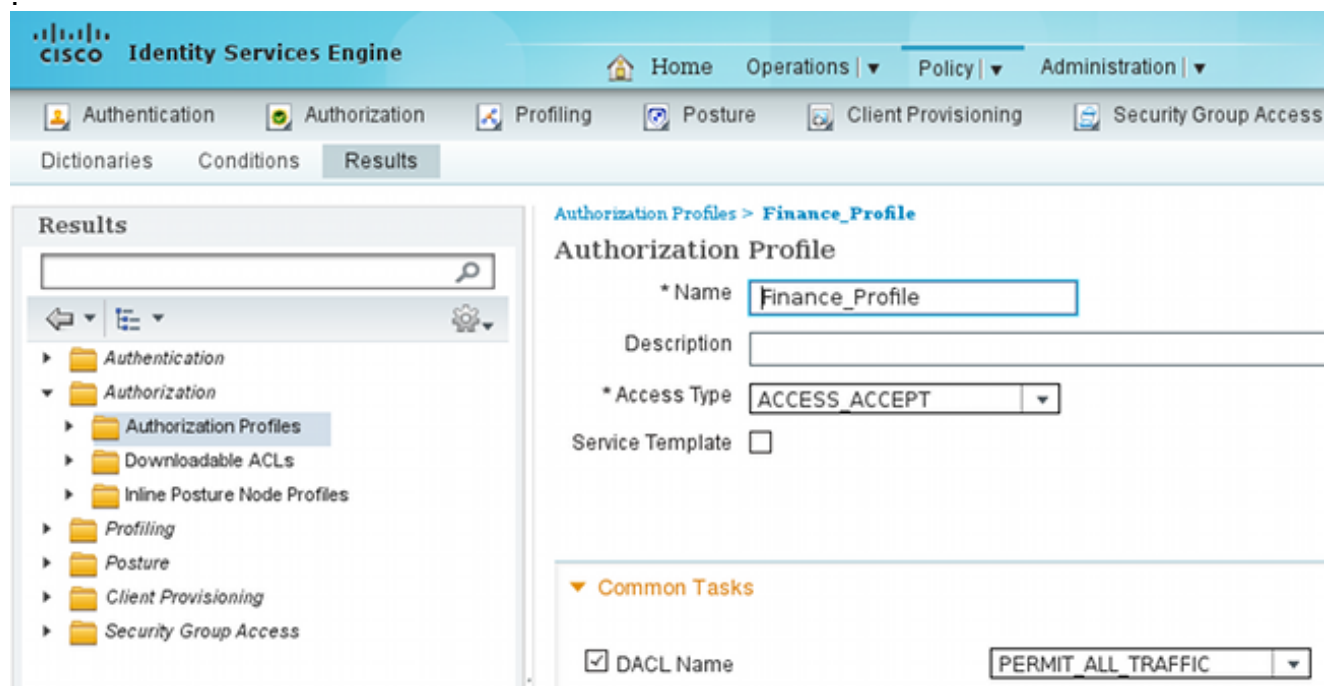 .
CISCO Identity Services Engine
Home Operations | ▼ Policy | ▼ Administration | ▼
Authentication Authorization Profiling Posture Client Provisioning Security Group Access
Dictionaries Conditions Results
Results
Authentication
Authorization
Authorization Profiles
Downloadable ACLs
Inline Posture Node Profiles
Profiling
Posture
Client Provisioning
Security Group Access
Authorization Profiles > Finance_Profile
Authorization Profile
* Name Finance_Profile
Description
* Access Type ACCESS_ACCEPT
Service Template
Common Tasks
DACL Name PERMIT_ALL_TRAFFIC